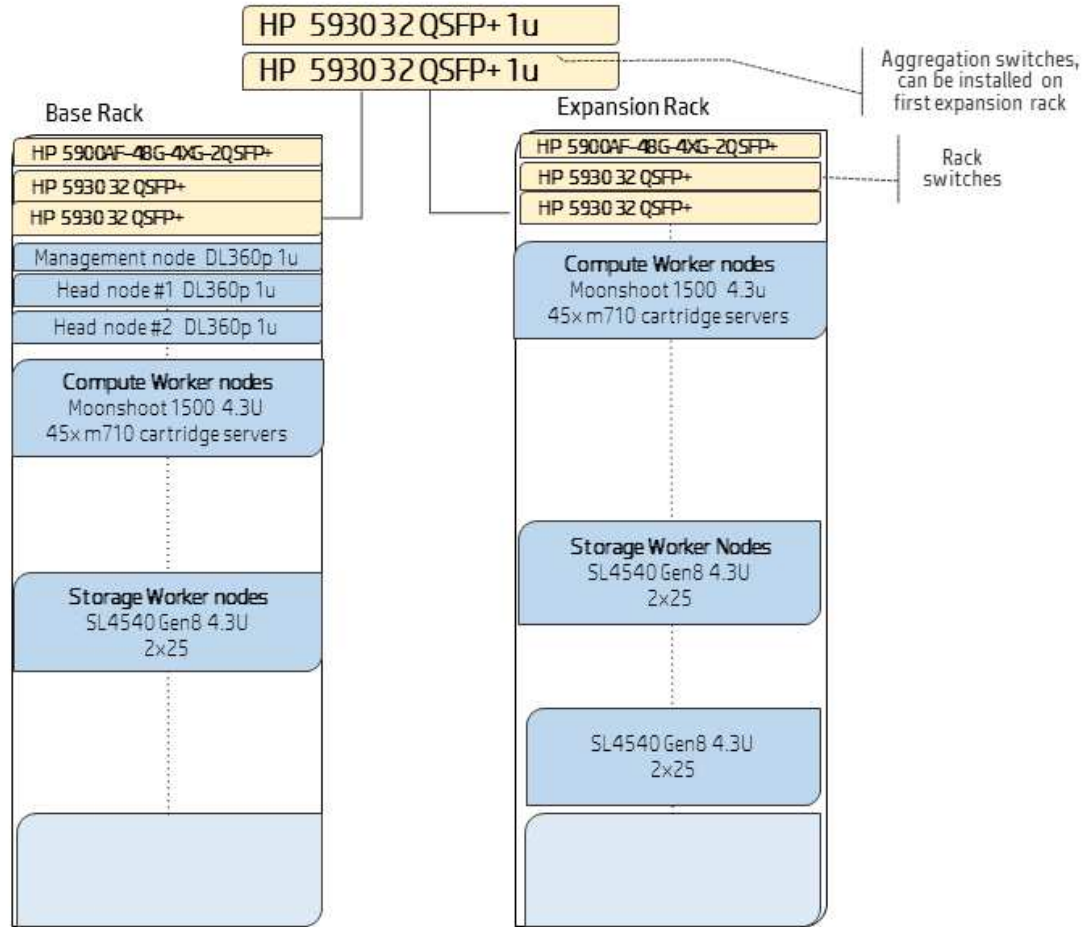 HP 5930 32 QSFP+ 1u
HP 5930 32 QSFP+ 1u
Aggregation switches,
can be installed on
first expansion rack
Base Rack
HP 5900AF-48G-4XG-2QSFP+
HP 5930 32 QSFP+
HP 5930 32 QSFP+
Management node DL360p 1u
Head node #1 DL360p 1u
Head node #2 DL360p 1u
Compute Worker nodes
Moonshoot 1500 4.3U
45x m710 cartridge servers
Storage Worker nodes
SL4540 Gen8 4.3U
2x25
Expansion Rack
HP 5900AF-48G-4XG-2QSFP+
HP 5930 32 QSFP+
HP 5930 32 QSFP+
Rack
switches
Compute Worker nodes
Moonshoot 1500 4.3u
45x m710 cartridge servers
Storage Worker Nodes
SL4540 Gen8 4.3U
2x25
SL4540 Gen8 4.3U
2x25